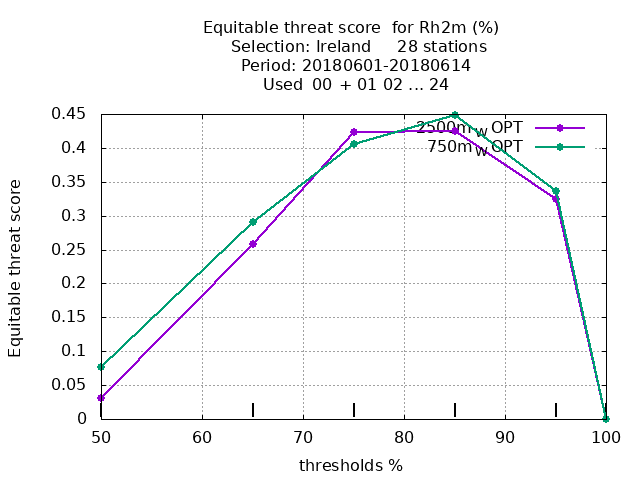 Equitable threat score for Rh2m (%)
Selection: Ireland 28 stations
Period: 20180601-20180614
Used 00 + 01 02 ... 24
2500m_W OPT
750m_W OPT
0.45
0.4
0.35
0.3
0.25
0.2
0.15
0.1
0.05
0
Equitable threat score
50 60 70 80 90 100
thresholds %